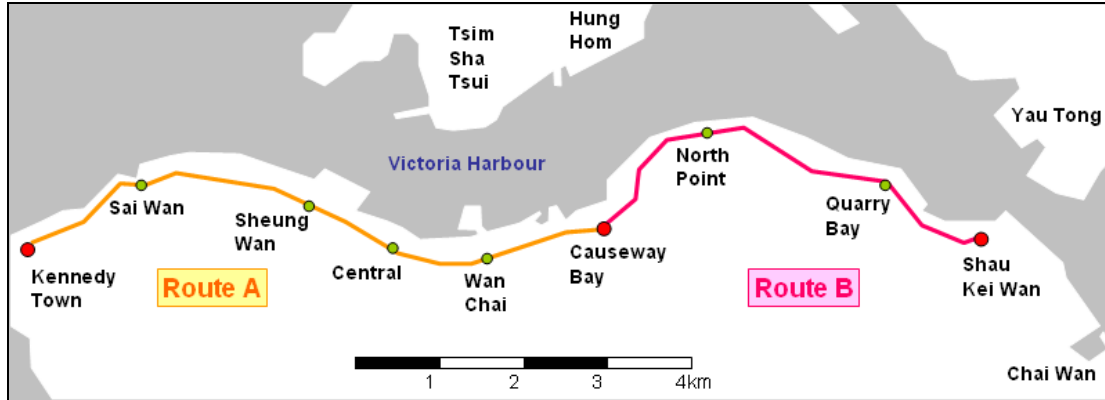 Tsim
Sha
Tsui
Hung
Hom
Yau Tong
Victoria Harbour
North
Point
Sai Wan
Sheung
Wan
Quarry
Bay
Kennedy
Town
Central
Wan
Chai
Causeway
Bay
Shau
Kei Wan
Route A
Route B
1
2
3
4km
Chai Wan